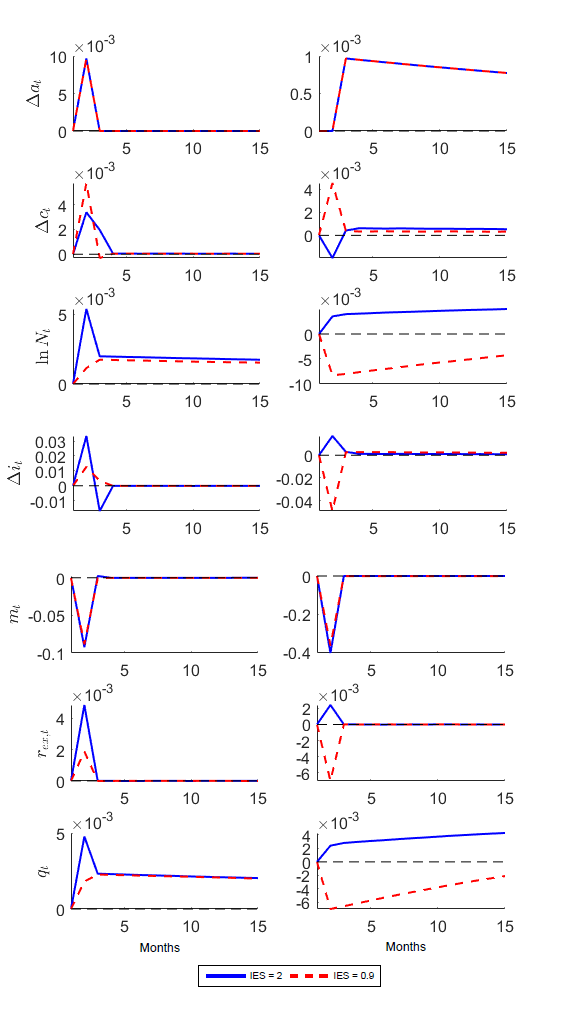 ×10⁻³ ×10⁻³
10 1
Δaₜ 5 0.5
0 0
5 10 15 5 10 15
×10⁻³ ×10⁻³
4 4
Δcₜ 2 2
0 0
5 10 15 5 10 15
×10⁻³ ×10⁻³
5 0
ln Nₜ -5
0 -10
5 10 15 5 10 15
0.03
0.02 0
Δiₜ 0.01 -0.02
0
-0.01 -0.04
5 10 15 5 10 15
0 0
mₜ -0.05 -0.2
-0.1 -0.4
5 10 15 5 10 15
×10⁻³ ×10⁻³
4 2
0
rₑₓ,ₜ 2 -2
-4
0 -6
5 10 15 5 10 15
×10⁻³ ×10⁻³
5 4
2
qₜ 0
-2
-4
0 -6
5 10 15 5 10 15
Months Months
IES = 2 IES = 0.9